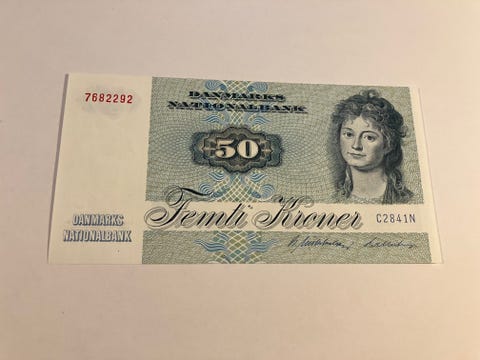 7682292
DANMARKS
NATIONALBANK
50
Femti Kroner
C2841N
DANMARKS
NATIONALBANK